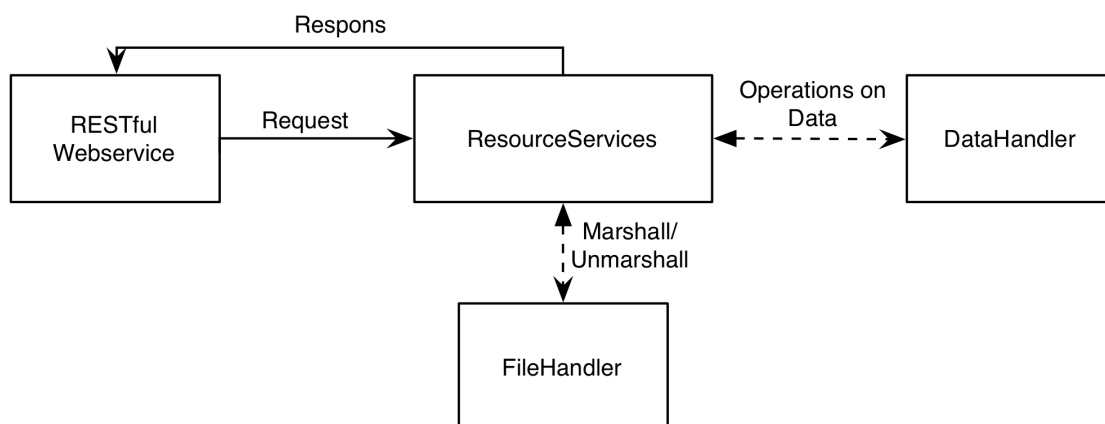 Respons
RESTful
Webservice
Request
ResourceServices
Operations on
Data
DataHandler
Marshall/
Unmarshall
FileHandler